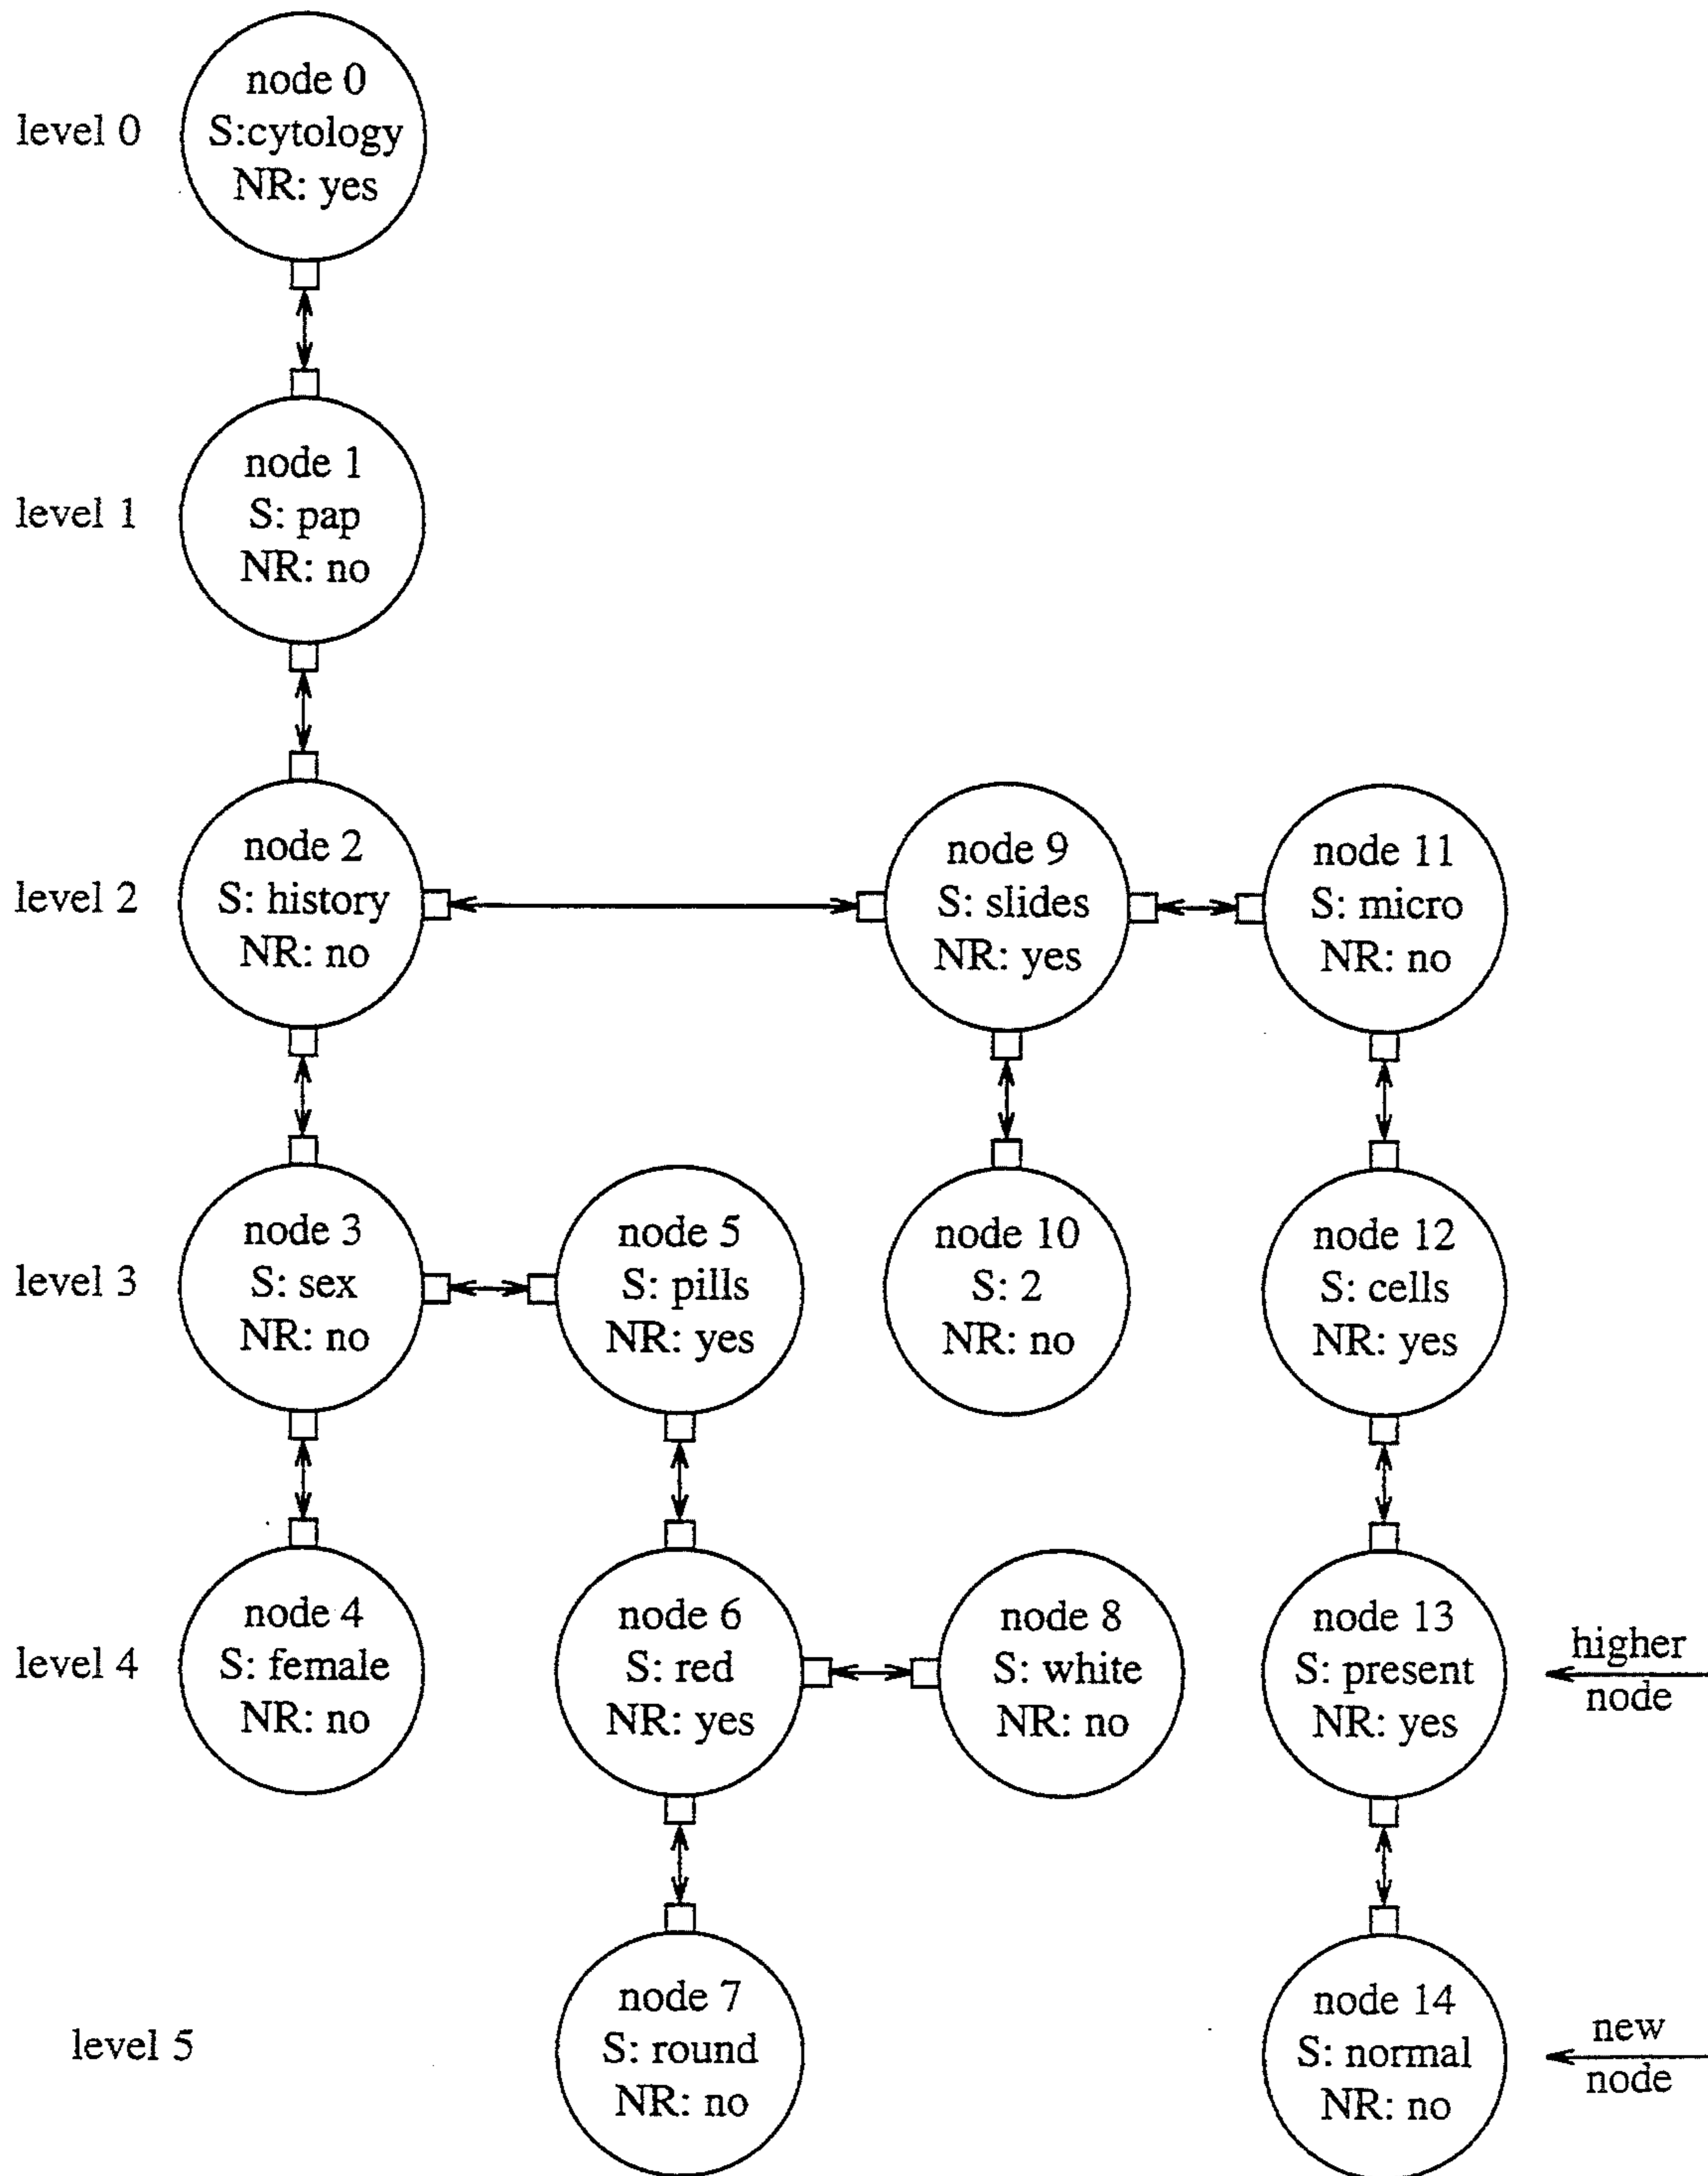 node 0
level 0
S:cytology
NR: yes
node 1
level 1
S: pap
NR: no
node 2
level 2
S: history
NR: no
node 9
S: slides
NR: yes
node 11
S: micro
NR: no
node 3
level 3
S: sex
NR: no
node 5
S: pills
NR: yes
node 10
S: 2
NR: no
node 12
S: cells
NR: yes
node 4
level 4
S: female
NR: no
node 6
S: red
NR: yes
node 8
S: white
NR: no
node 13
S: present
NR: yes
higher
node
level 5
node 7
S: round
NR: no
node 14
S: normal
NR: no
new
node